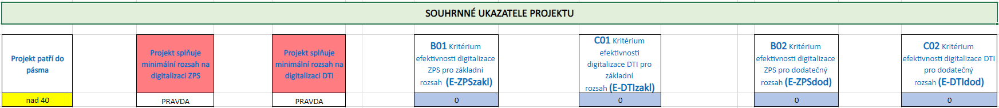 SOUHRNNÉ UKAZATELE PROJEKTU
Projekt patří do
pásma
nad 40
Projekt splňuje
minimální rozsah na
digitalizaci ZPS
PRAVDA
Projekt splňuje
minimální rozsah na
digitalizaci DTI
PRAVDA
B01 Kritérium
efektivnosti digitalizace
ZPS pro základní
rozsah (E-ZPSzakl)
0
C01 Kritérium
efektivnosti
digitalizace DTI pro
základní
rozsah (E-DTIzakl)
0
B02 Kritérium
efektivnosti digitalizace
ZPS pro dodatečný
rozsah (E-ZPSdod)
0
C02 Kritérium
efektivnosti digitalizace DTI
pro dodatečný
rozsah (E-DTIdod)
0